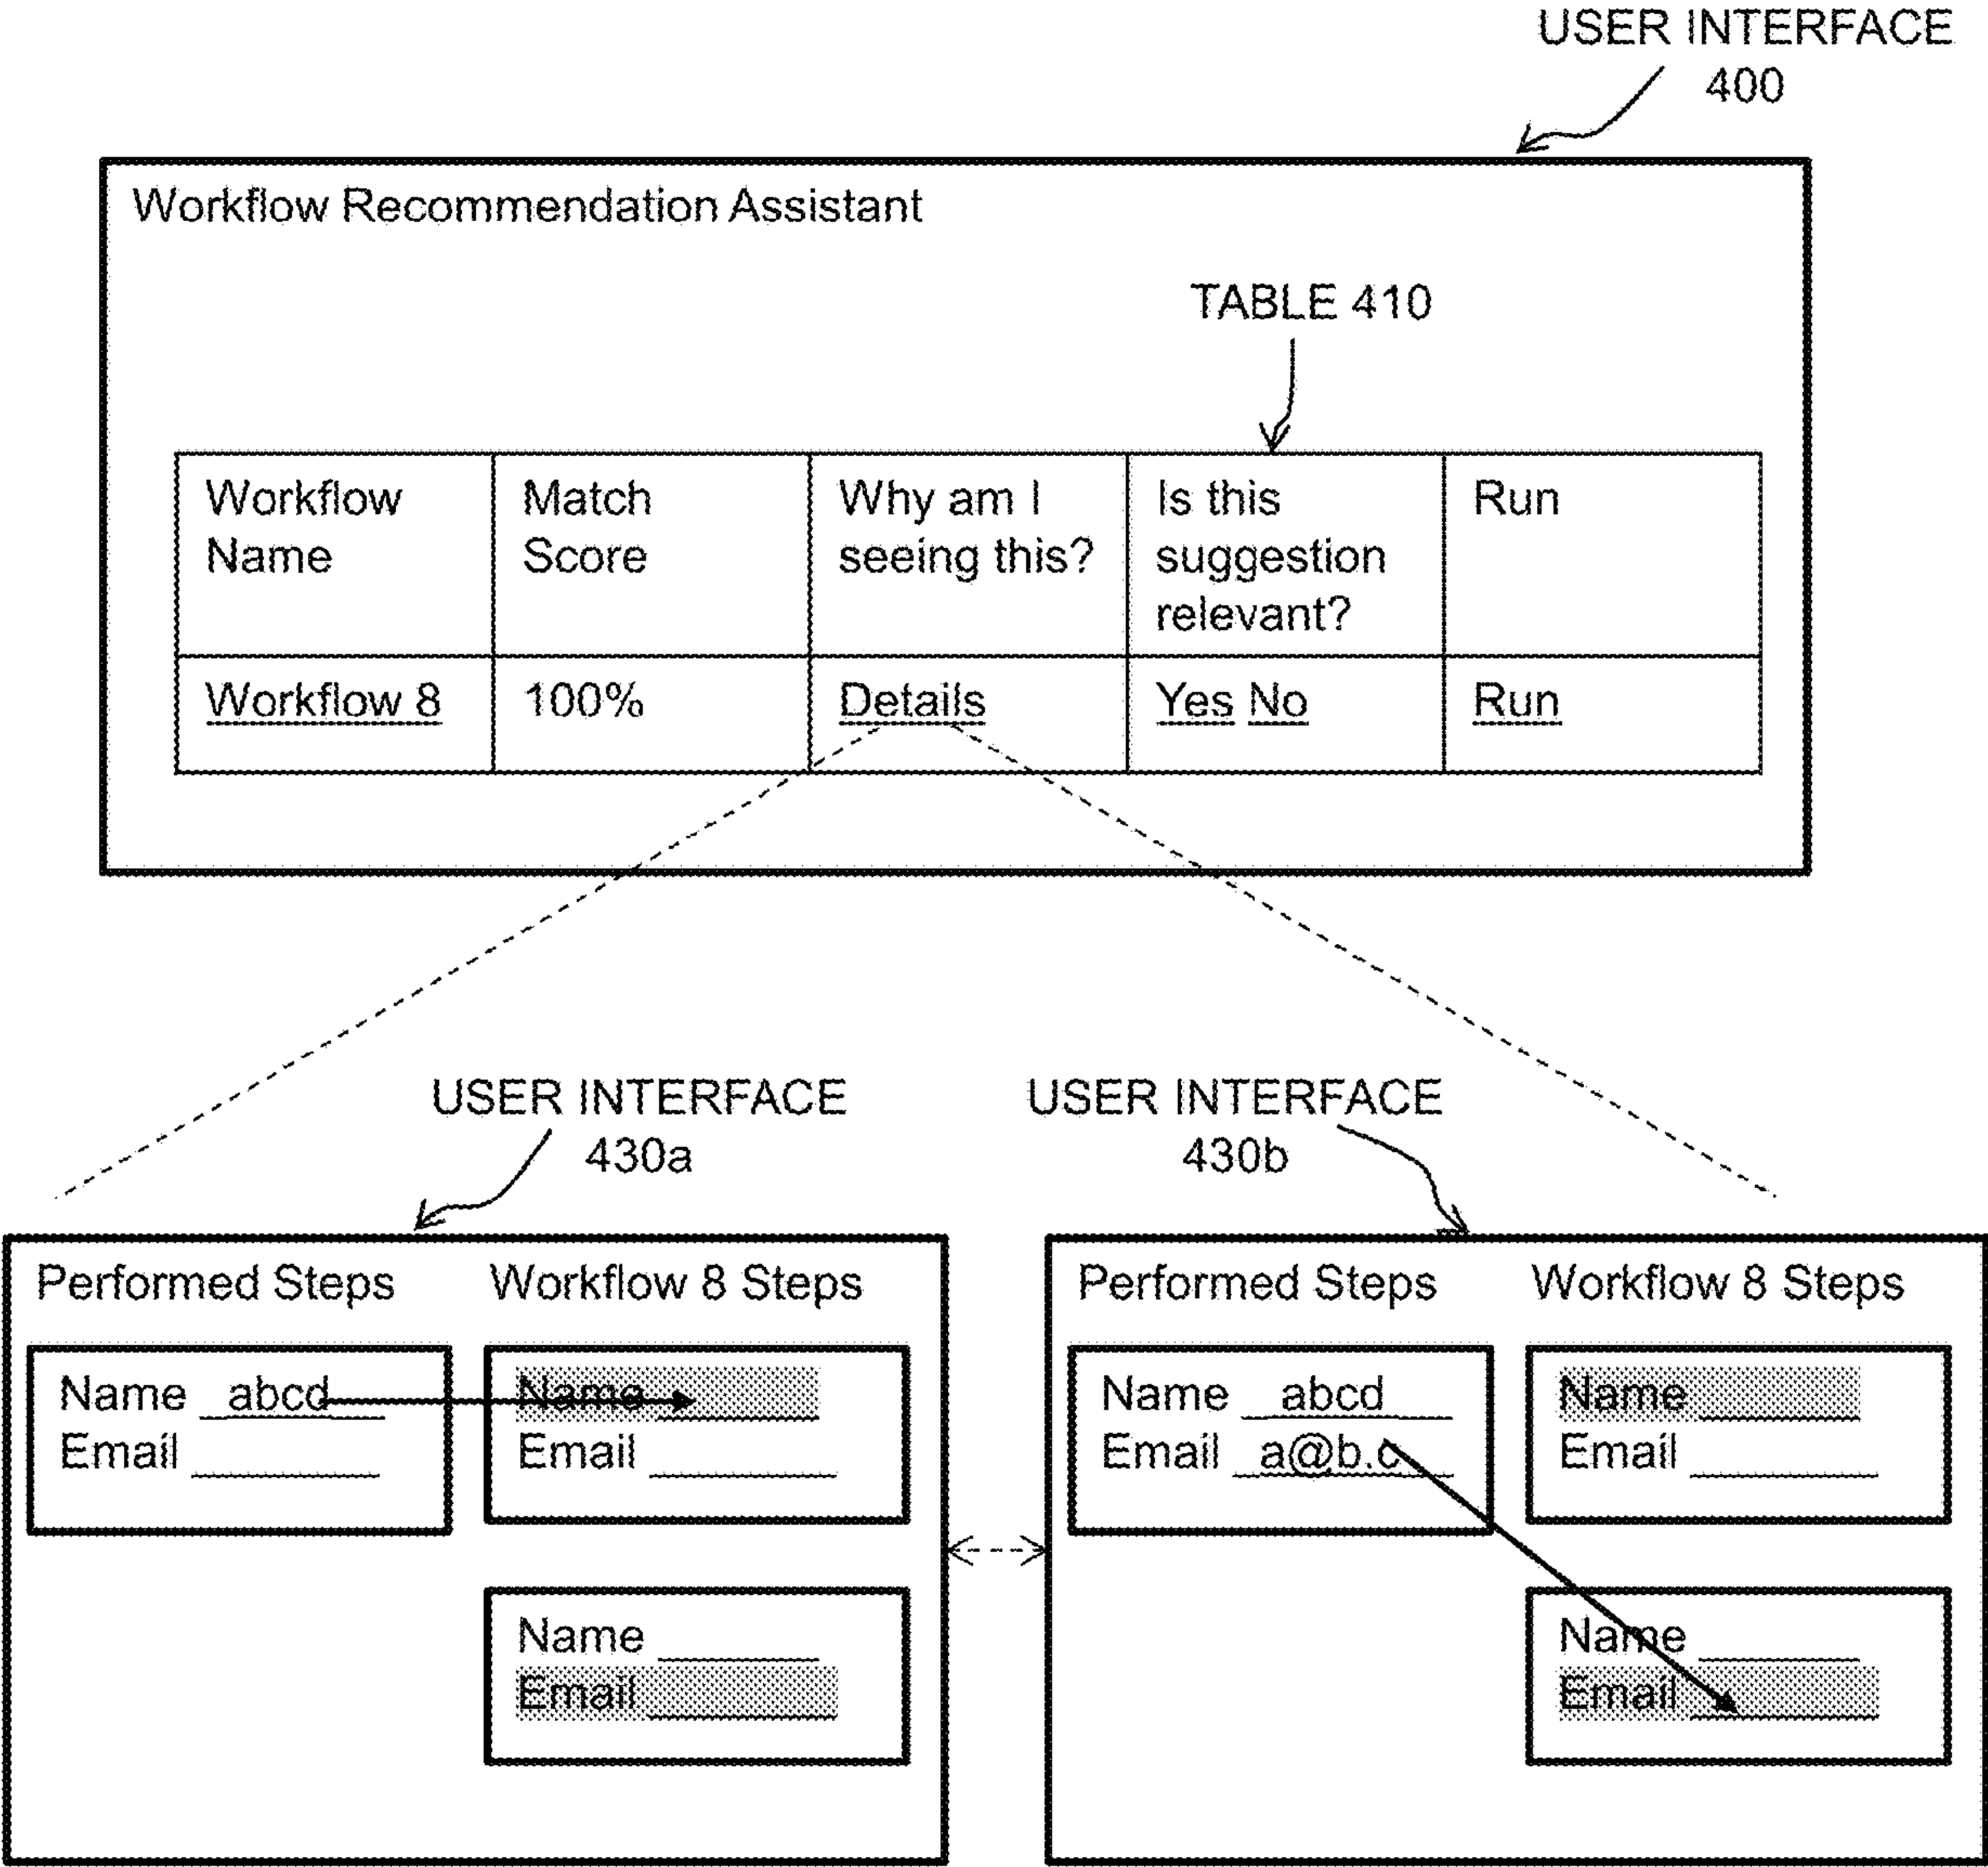 USER INTERFACE
400
Workflow Recommendation Assistant
TABLE 410
Workflow Name
Match Score
Why am I seeing this?
Is this suggestion relevant?
Run
Workflow 8
100%
Details
Yes No
Run
USER INTERFACE
430a
USER INTERFACE
430b
Performed Steps
Workflow 8 Steps
Name abcd
Email
Name
Email
Name
Email
Performed Steps
Workflow 8 Steps
Name abcd
Email a@b.c
Name
Email
Name
Email